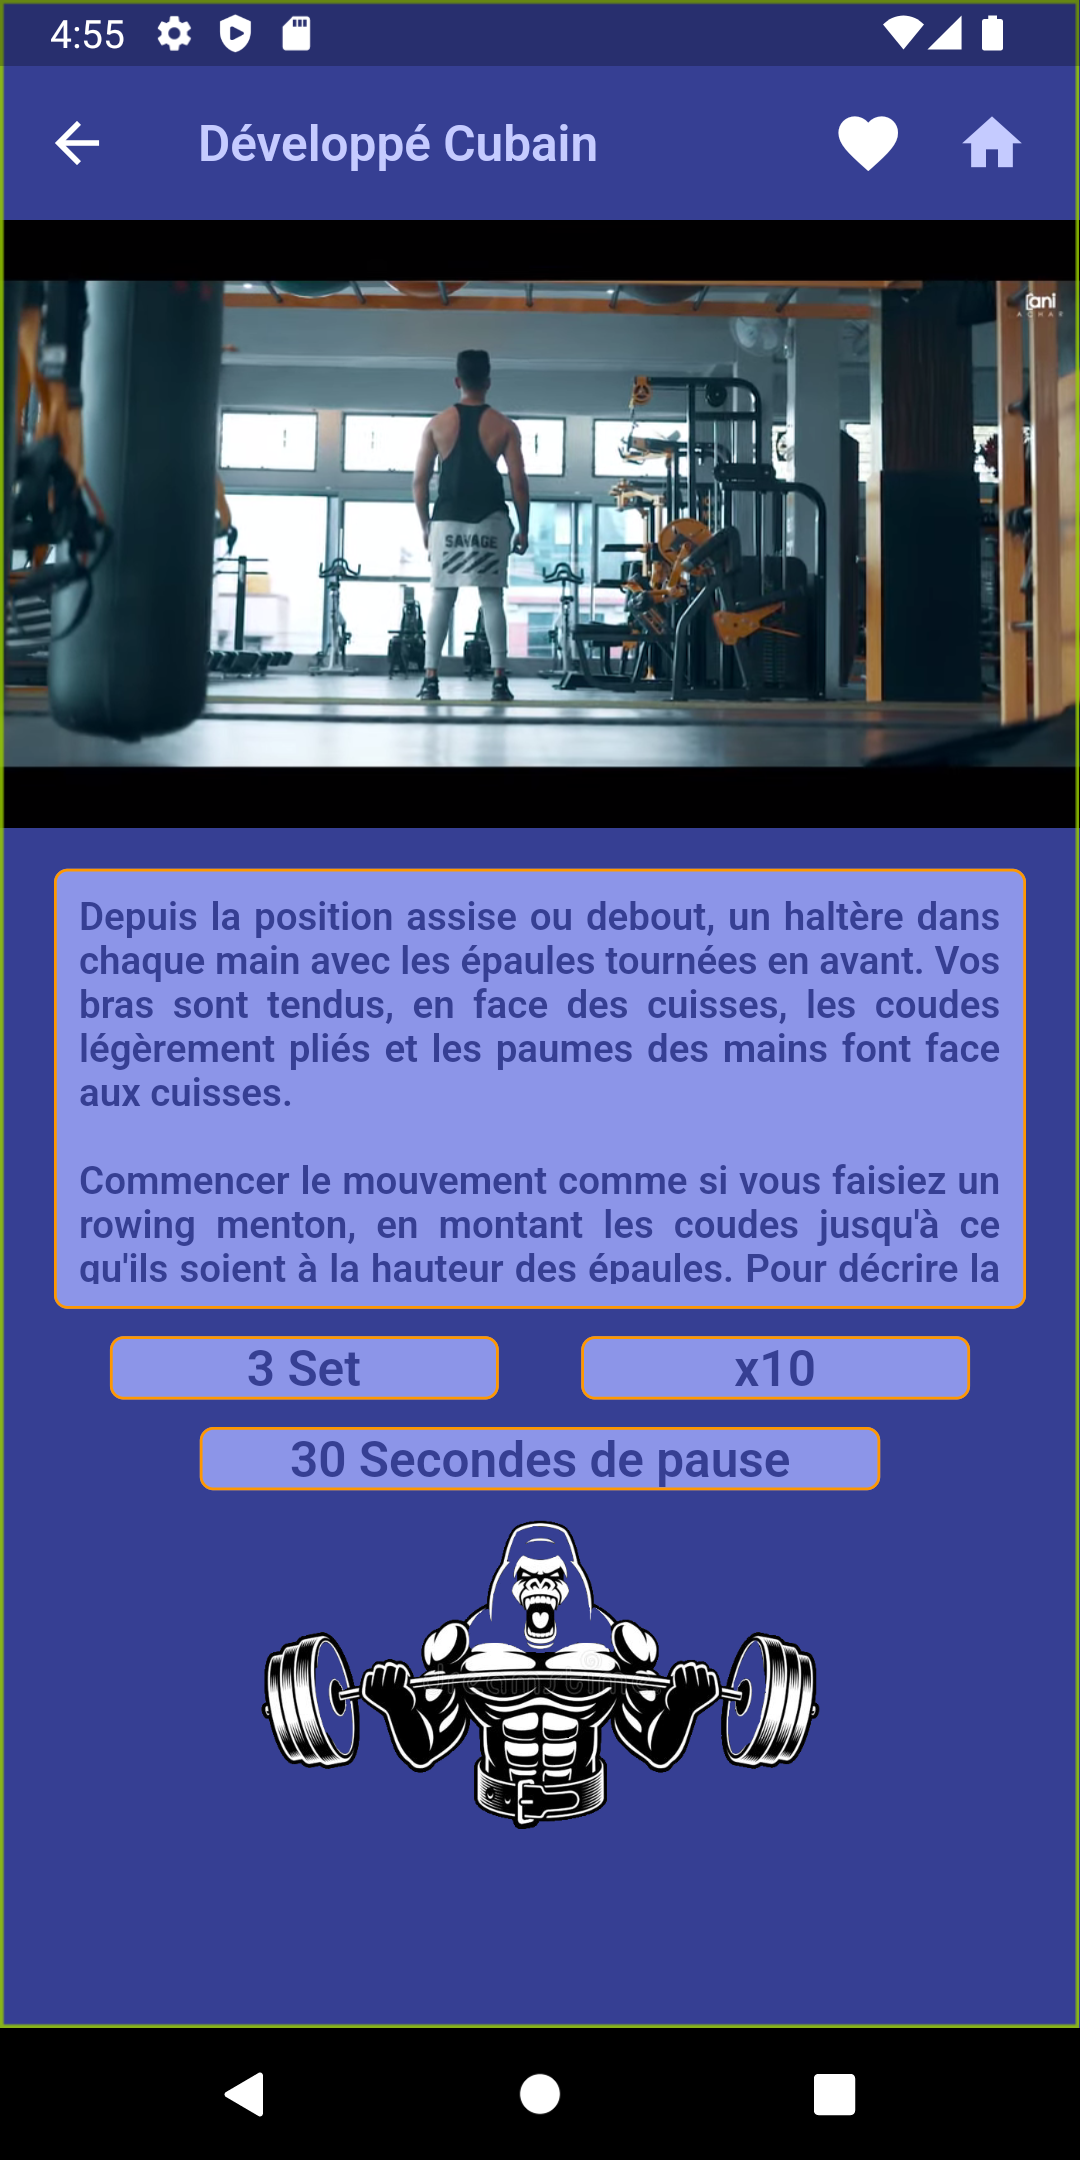 4:55
Développé Cubain
ani
ACHAR
SAVAGE
Depuis la position assise ou debout, un haltère dans
chaque main avec les épaules tournées en avant. Vos
bras sont tendus, en face des cuisses, les coudes
légèrement pliés et les paumes des mains font face
aux cuisses.
Commencer le mouvement comme si vous faisiez un
rowing menton, en montant les coudes jusqu'à ce
qu'ils soient à la hauteur des épaules. Pour décrire la
3 Set
x10
30 Secondes de pause
dreamstime